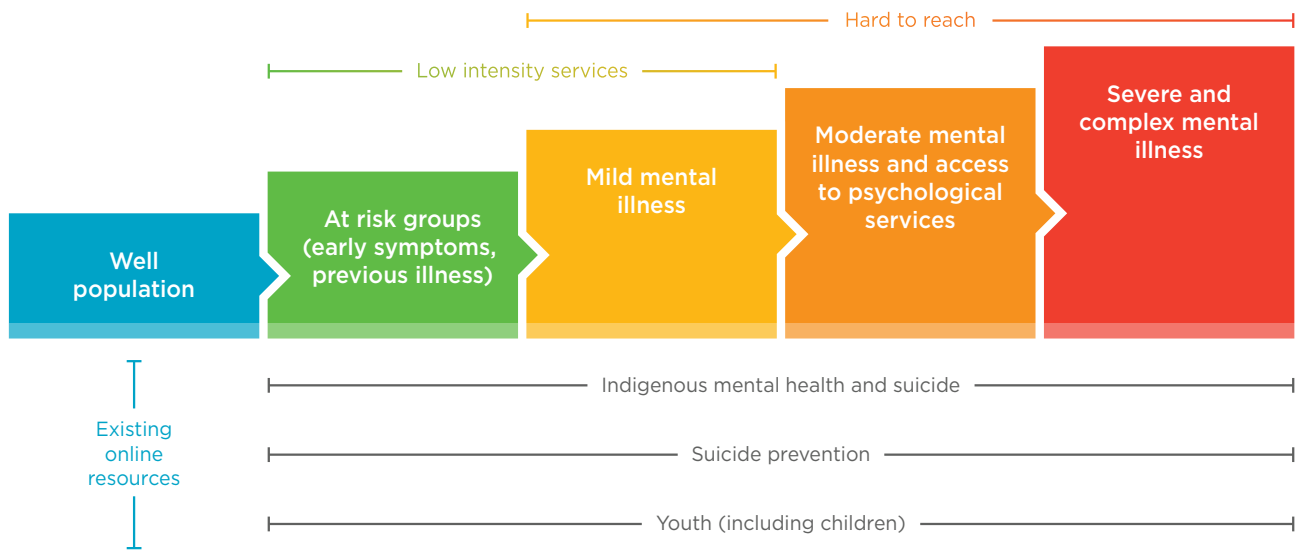 Hard to reach
Low intensity services
Well
population
At risk groups
(early symptoms,
previous illness)
Mild mental
illness
Moderate mental
illness and access
to psychological
services
Severe and
complex mental
illness
Existing
online
resources
Indigenous mental health and suicide
Suicide prevention
Youth (including children)